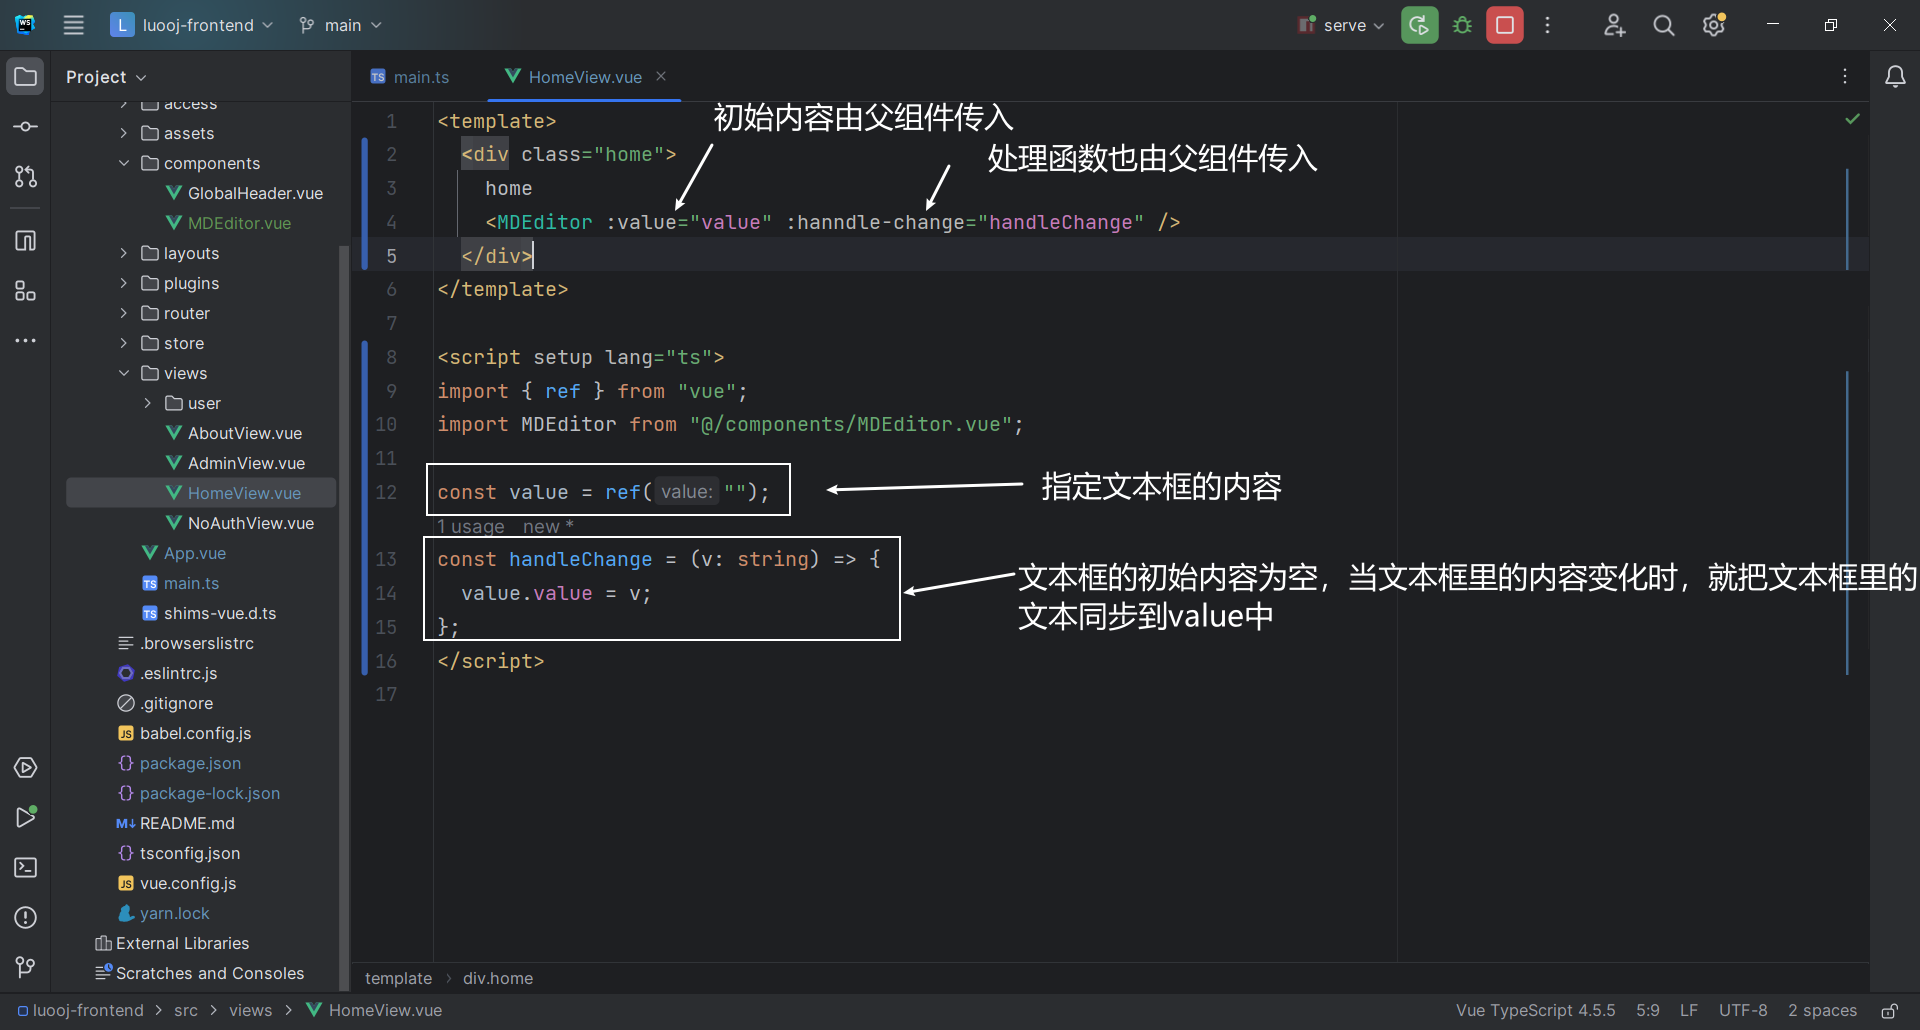 L luooj-frontend main serve
Project
main.ts HomeView.vue
access
assets
components
GlobalHeader.vue
MDEditor.vue
layouts
plugins
router
store
views
user
AboutView.vue
AdminView.vue
HomeView.vue
NoAuthView.vue
App.vue
main.ts
shims-vue.d.ts
.browserslistrc
.eslintrc.js
.gitignore
babel.config.js
package.json
package-lock.json
README.md
tsconfig.json
vue.config.js
yarn.lock
External Libraries
Scratches and Consoles
初始内容由父组件传入
处理函数也由父组件传入
1 <template>
2 <div class="home">
3 home
4 <MDEditor :value="value" :hanndle-change="handleChange" />
5 </div>
6 </template>
7
8 <script setup lang="ts">
9 import { ref } from "vue";
10 import MDEditor from "@/components/MDEditor.vue";
11
12 const value = ref( value: "");
指定文本框的内容
1 usage new *
13 const handleChange = (v: string) => {
14 value.value = v;
15 };
文本框的初始内容为空，当文本框里的内容变化时，就把文本框里的
文本同步到value中
16 </script>
17
template > div.home
luooj-frontend > src > views > HomeView.vue
Vue TypeScript 4.5.5 5:9 LF UTF-8 2 spaces